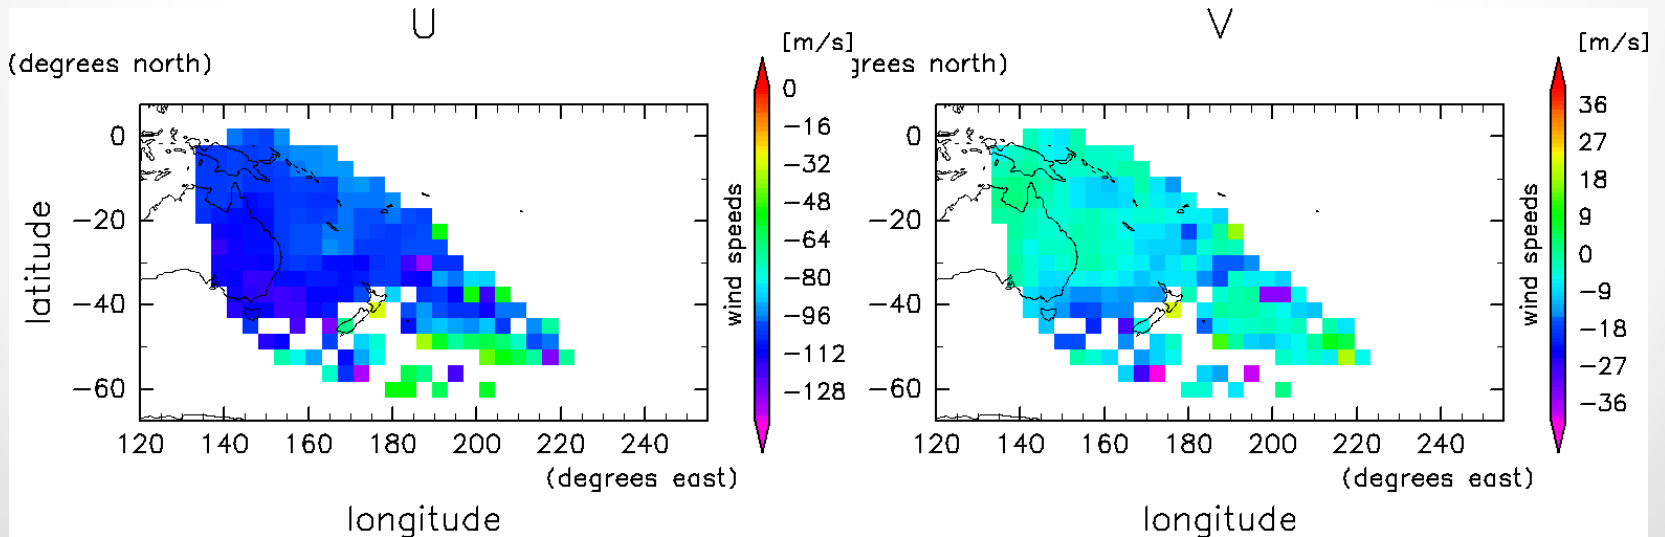 U
[m/s]
(degrees north)
0
−16
−32
−48
−64
−80
−96
−112
−128
wind speeds
latitude
0
−20
−40
−60
120 140 160 180 200 220 240
(degrees east)
longitude
V
[m/s]
grees north)
36
27
18
9
0
−9
−18
−27
−36
wind speeds
0
−20
−40
−60
120 140 160 180 200 220 240
(degrees east)
longitude